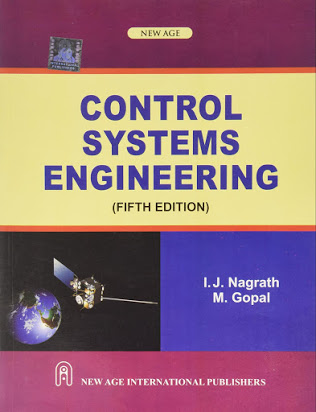 NEW AGE
CONTROL
SYSTEMS
ENGINEERING
(FIFTH EDITION)
I.J. Nagrath
M. Gopal
NEW AGE INTERNATIONAL PUBLISHERS